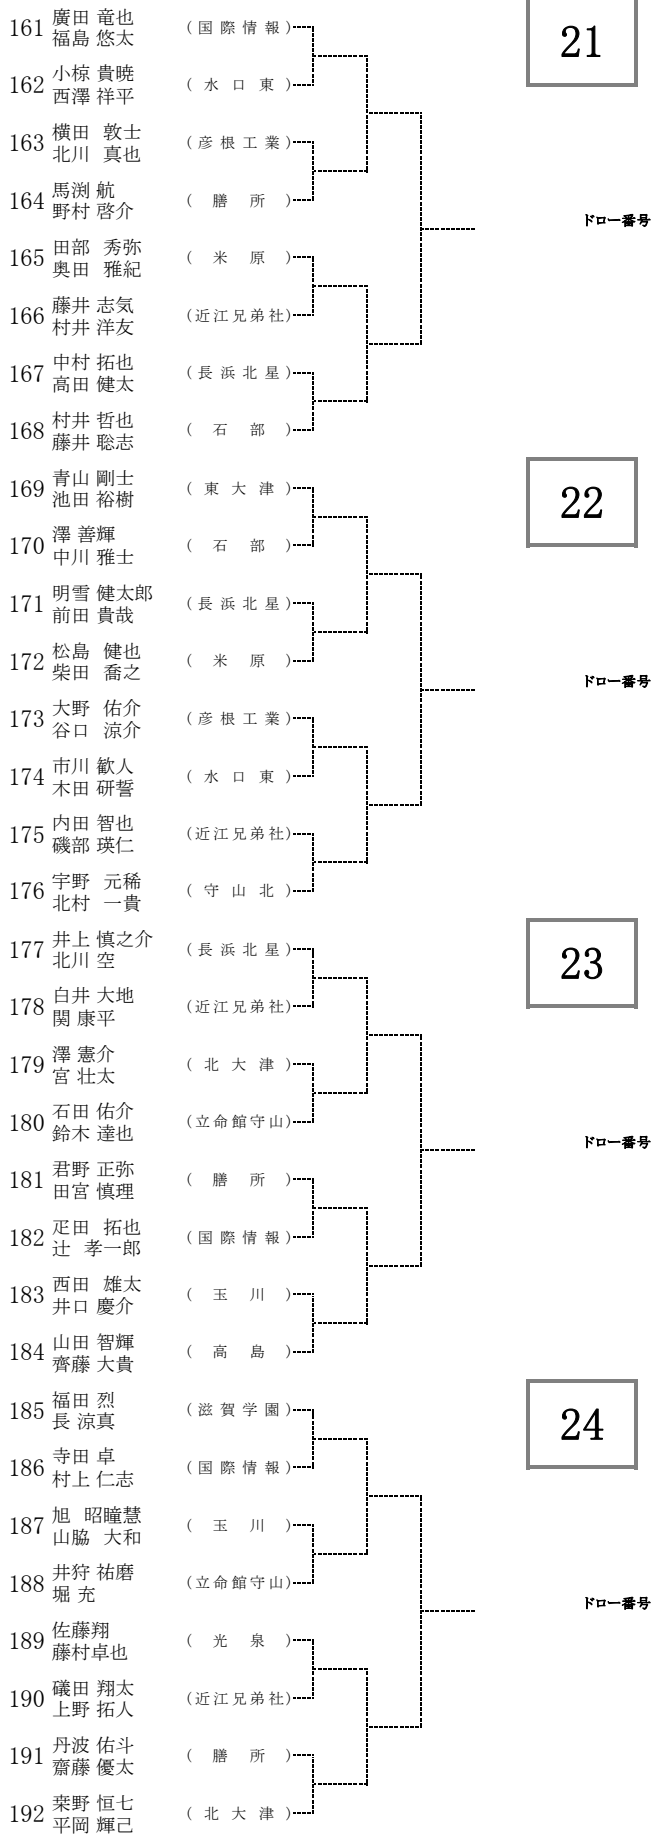 161 廣田 竜也 (国際情報)
福島 悠太
21
162 小椋 貴暁 (水口東)
西澤 祥平
163 横田 敦士 (彦根工業)
北川 真也
164 馬渕 航 (膳所)
野村 啓介
ドロー番号
165 田部 秀弥 (米原)
奥田 雅紀
166 藤井 志気 (近江兄弟社)
村井 洋友
167 中村 拓也 (長浜北星)
高田 健太
168 村井 哲也 (石部)
藤井 聡志
169 青山 剛士 (東大津)
池田 裕樹
22
170 澤 善輝 (石部)
中川 雅士
171 明雪 健太郎 (長浜北星)
前田 貴哉
172 松島 健也 (米原)
柴田 喬之
ドロー番号
173 大野 佑介 (彦根工業)
谷口 涼介
174 市川 歓人 (水口東)
木田 研誓
175 内田 智也 (近江兄弟社)
磯部 瑛仁
176 宇野 元稀 (守山北)
北村 一貴
177 井上 慎之介 (長浜北星)
北川 空
23
178 白井 大地 (近江兄弟社)
関 康平
179 澤 憲介 (北大津)
宮 壮太
180 石田 佑介 (立命館守山)
鈴木 達也
ドロー番号
181 君野 正弥 (膳所)
田宮 慎理
182 疋田 拓也 (国際情報)
辻 孝一郎
183 西田 雄太 (玉川)
井口 慶介
184 山田 智輝 (高島)
齊藤 大貴
185 福田 烈 (滋賀学園)
長 涼真
24
186 寺田 卓 (国際情報)
村上 仁志
187 旭 昭瞳慧 (玉川)
山脇 大和
188 井狩 祐磨 (立命館守山)
堀 充
ドロー番号
189 佐藤翔 (光泉)
藤村卓也
190 礒田 翔太 (近江兄弟社)
上野 拓人
191 丹波 佑斗 (膳所)
齋藤 優太
192 桒野 恒七 (北大津)
平岡 輝己